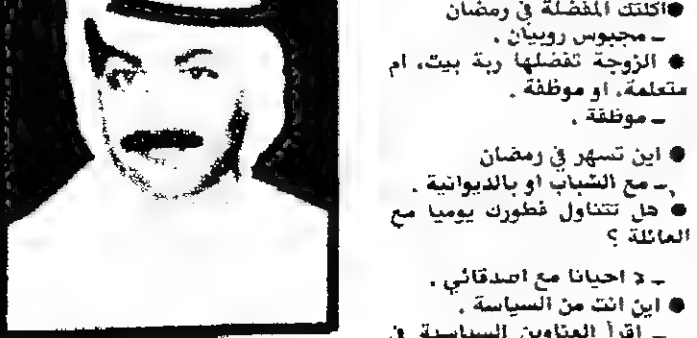 ● اكلتك المفضلة في رمضان
ـ مجبوس روبيان .
● الزوجة تفضلها ربة بيت، ام
متعلمة، او موظفة .
ـ موظفة .
● اين تسهر في رمضان
ـ مع الشباب او بالديوانية .
● هل تتناول فطورك يوميا مع
العائلة ؟
ـ لا احيانا مع اصدقائي .
● اين انت من السياسة .
ـ اقرأ العناوين السياسية في